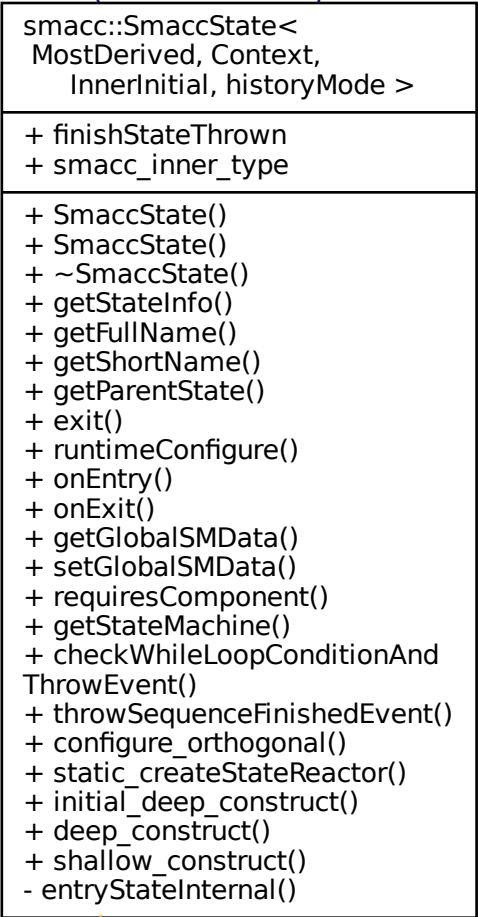 smacc::SmaccState<
MostDerived, Context,
InnerInitial, historyMode >
+ finishStateThrown
+ smacc_inner_type
+ SmaccState()
+ SmaccState()
+ ~SmaccState()
+ getStateInfo()
+ getFullName()
+ getShortName()
+ getParentState()
+ exit()
+ runtimeConfigure()
+ onEntry()
+ onExit()
+ getGlobalSMData()
+ setGlobalSMData()
+ requiresComponent()
+ getStateMachine()
+ checkWhileLoopConditionAnd
ThrowEvent()
+ throwSequenceFinishedEvent()
+ configure_orthogonal()
+ static_createStateReactor()
+ initial_deep_construct()
+ deep_construct()
+ shallow_construct()
- entryStateInternal()